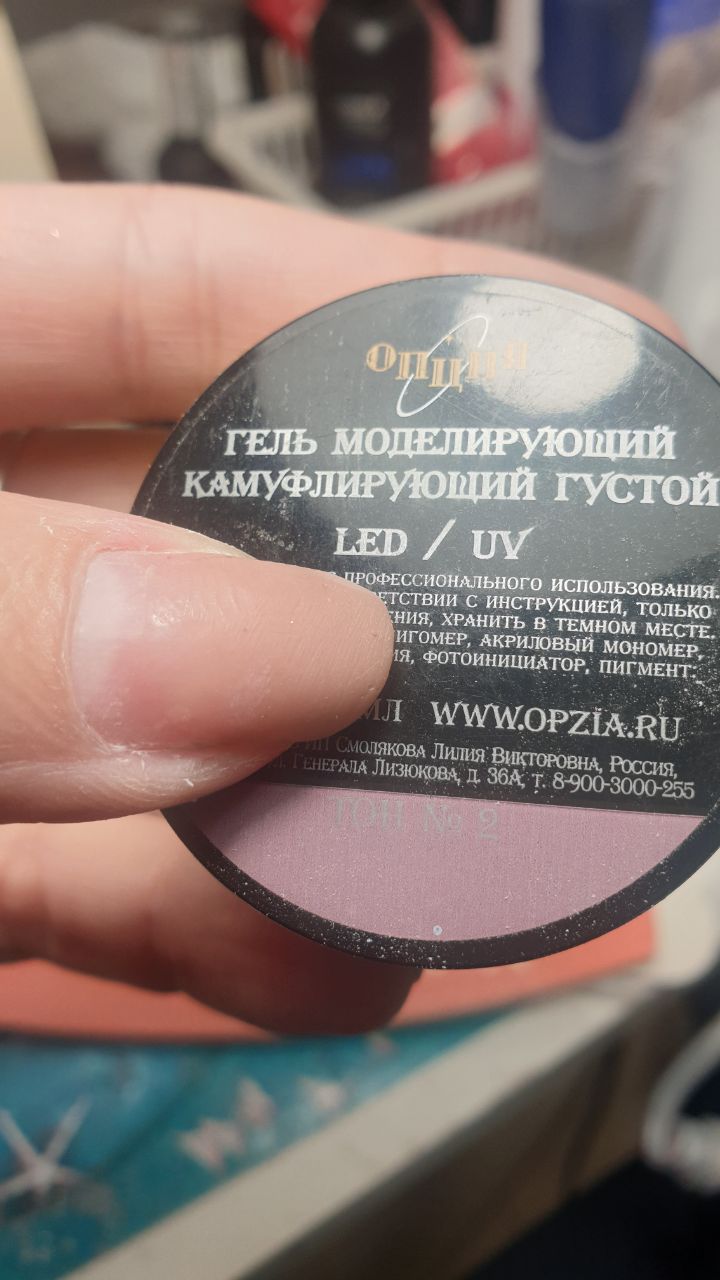 ОПЦИЯ
ГЕЛЬ МОДЕЛИРУЮЩИЙ
КАМУФЛИРУЮЩИЙ ГУСТОЙ
LED / UV
ПРОФЕССИОНАЛЬНОГО ИСПОЛЬЗОВАНИЯ.
С ИНСТРУКЦИЕЙ, ТОЛЬКО
ХРАНИТЬ В ТЕМНОМ МЕСТЕ.
АКРИЛОВЫЙ МОНОМЕР,
ФОТОИНИЦИАТОР, ПИГМЕНТ.
МЛ WWW.OPZIA.RU
ИП СМОЛЯКОВА ЛИЛИЯ ВИКТОРОВНА, РОССИЯ,
ГЕНЕРАЛА ЛИЗЮКОВА, Д. 36А, Т. 8-900-3000-255
ТОН № 2